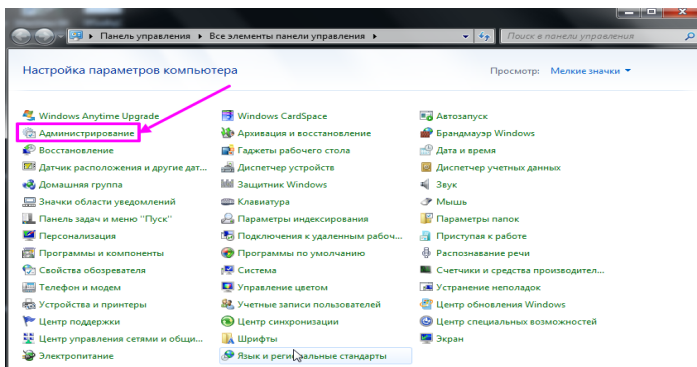 Панель управления ▸ Все элементы панели управления ▸
Поиск в панели управления
Настройка параметров компьютера
Просмотр: Мелкие значки
Windows Anytime Upgrade
Windows CardSpace
Автозапуск
Администрирование
Архивация и восстановление
Брандмауэр Windows
Восстановление
Гаджеты рабочего стола
Дата и время
Датчик расположения и другие дат...
Диспетчер устройств
Диспетчер учетных данных
Домашняя группа
Защитник Windows
Звук
Значки области уведомлений
Клавиатура
Мышь
Панель задач и меню "Пуск"
Параметры индексирования
Параметры папок
Персонализация
Подключения к удаленным рабоч...
Приступая к работе
Программы и компоненты
Программы по умолчанию
Распознавание речи
Свойства обозревателя
Система
Счетчики и средства производител...
Телефон и модем
Управление цветом
Устранение неполадок
Устройства и принтеры
Учетные записи пользователей
Центр обновления Windows
Центр поддержки
Центр синхронизации
Центр специальных возможностей
Центр управления сетями и общи...
Шрифты
Экран
Электропитание
Язык и региональные стандарты